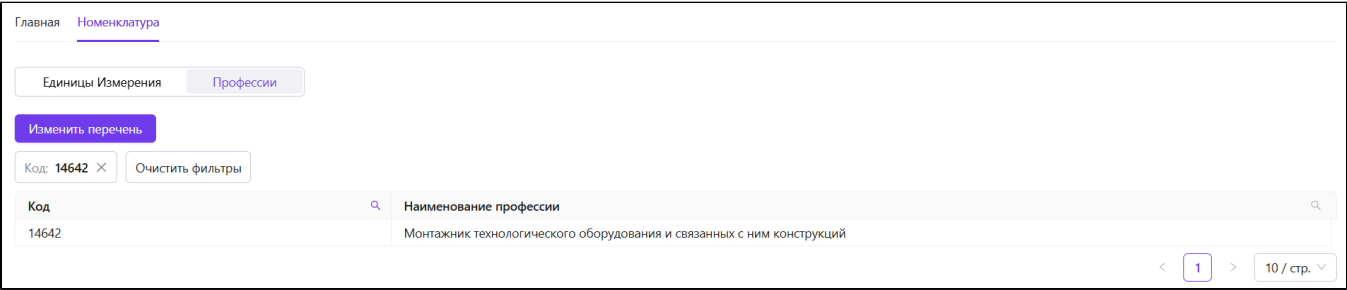 Главная Номенклатура
Единицы Измерения Профессии
Изменить перечень
Код: 14642 Очистить фильтры
Код Наименование профессии
14642 Монтажник технологического оборудования и связанных с ним конструкций
1 10 / стр.